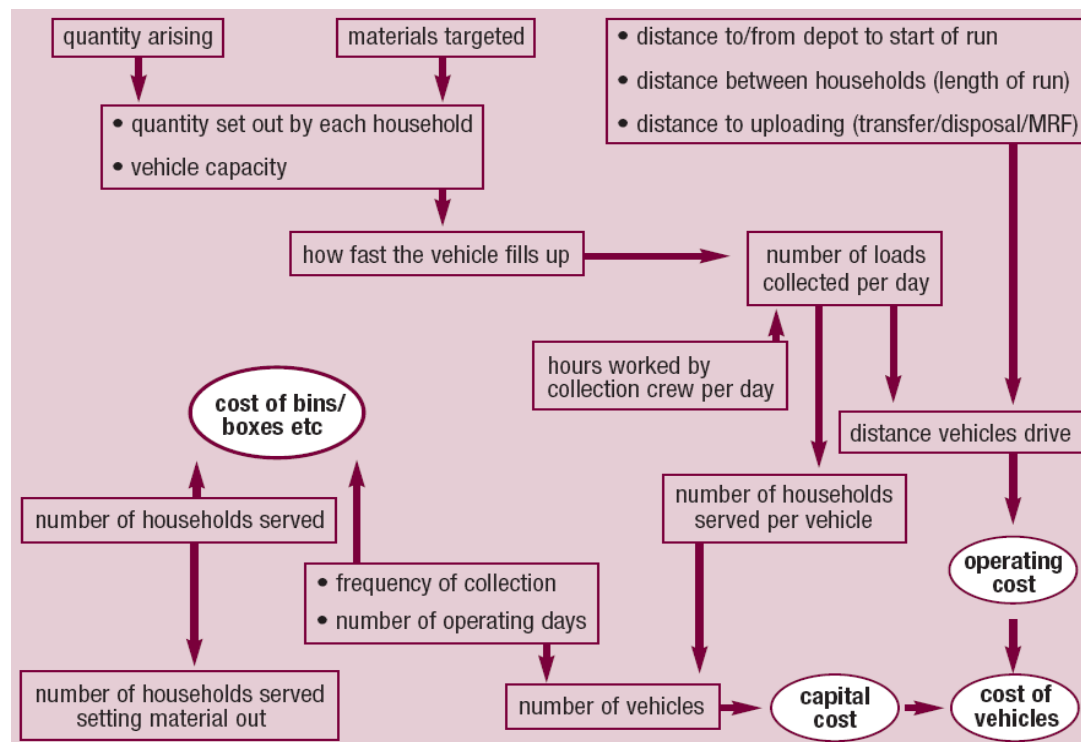 quantity arising
materials targeted
• distance to/from depot to start of run
• distance between households (length of run)
• distance to uploading (transfer/disposal/MRF)
• quantity set out by each household
• vehicle capacity
how fast the vehicle fills up
number of loads
collected per day
hours worked by
collection crew per day
cost of bins/
boxes etc
distance vehicles drive
number of households served
number of households
served per vehicle
• frequency of collection
• number of operating days
operating
cost
number of households served
setting material out
number of vehicles
capital
cost
cost of
vehicles